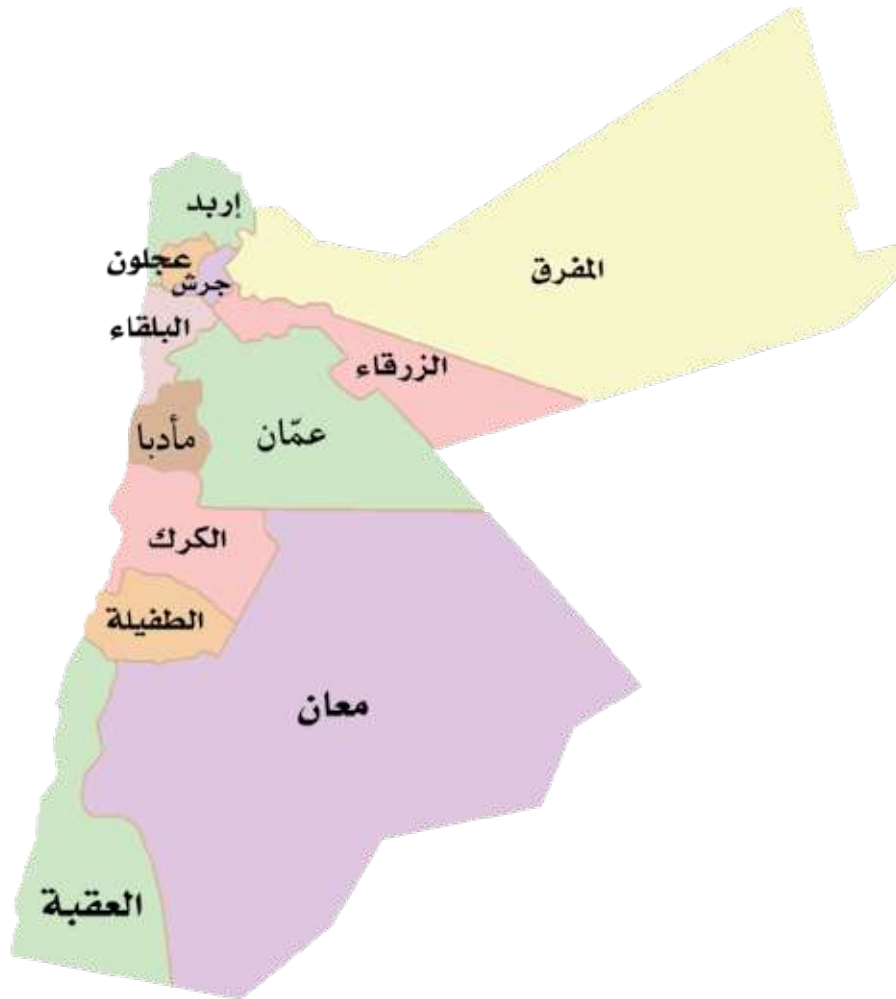 إربد
المفرق
عجلون
جرش
البلقاء
الزرقاء
مأدبا
عمّان
الكرك
الطفيلة
معان
العقبة